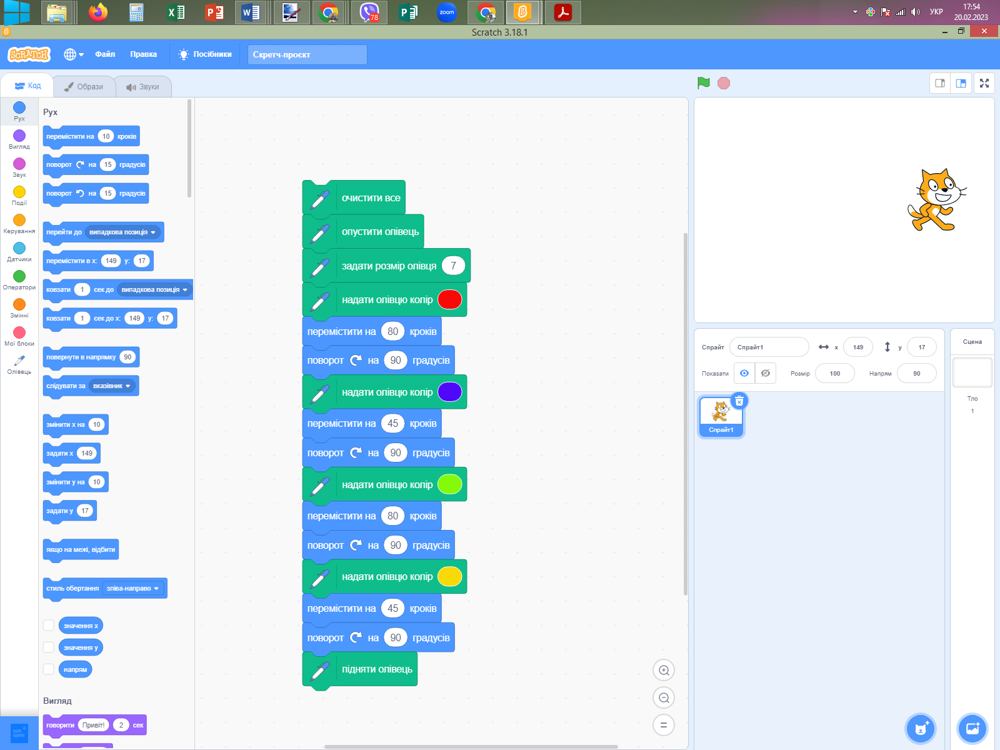 78
zoom
УКР
17:54
20.02.2023
Scratch 3.18.1
SCRATCH
Файл
Правка
Посібники
Скретч-проєкт
Код
Образи
Звуки
Рух
Вигляд
Звук
Події
Керування
Датчики
Оператори
Змінні
Мої блоки
Олівець
Рух
перемістити на 10 кроків
поворот на 15 градусів
поворот на 15 градусів
перейти до випадкова позиція
перемістити в x: 149 y: 17
ковзати 1 сек до випадкова позиція
ковзати 1 сек до x: 149 y: 17
повернути в напрямку 90
слідувати за вказівник
змінити x на 10
задати x 149
змінити y на 10
задати y 17
якщо на межі, відбити
стиль обертання зліва-направо
значення x
значення y
напрям
Вигляд
говорити Привіт! 2 сек
очистити все
опустити олівець
задати розмір олівця 7
надати олівцю колір
перемістити на 80 кроків
поворот на 90 градусів
надати олівцю колір
перемістити на 45 кроків
поворот на 90 градусів
надати олівцю колір
перемістити на 80 кроків
поворот на 90 градусів
надати олівцю колір
перемістити на 45 кроків
поворот на 90 градусів
підняти олівець
Спрайт Спрайт1 x 149 y 17
Показати Розмір 100 Напрям 90
Спрайт1
Сцена
Тло
1